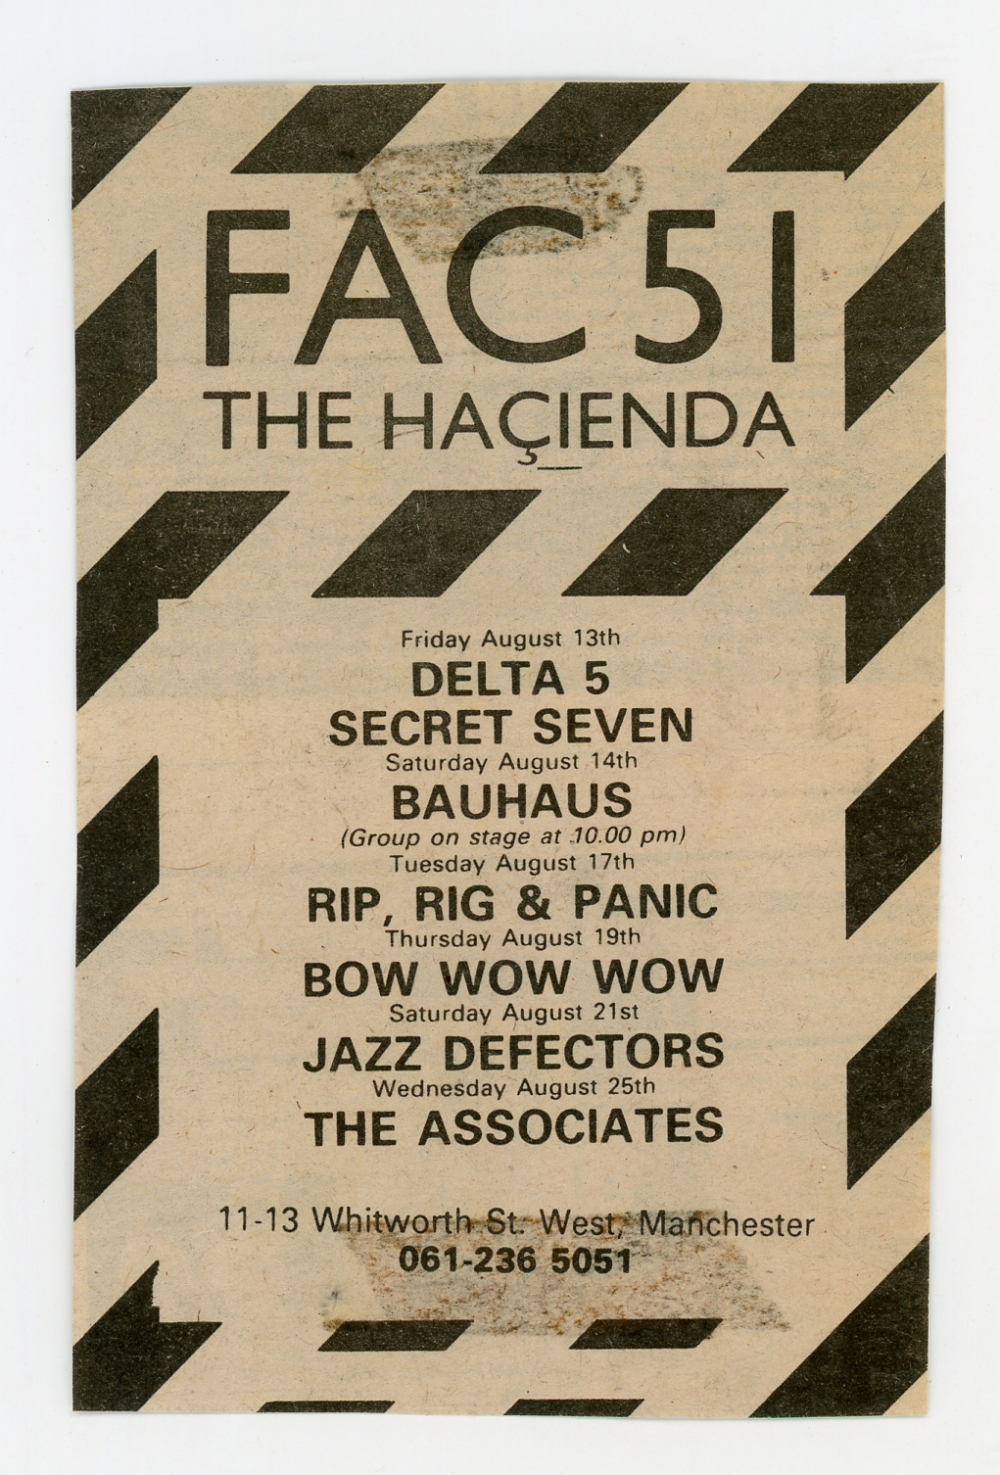 FAC 51
THE HAÇIENDA
Friday August 13th
DELTA 5
SECRET SEVEN
Saturday August 14th
BAUHAUS
(Group on stage at 10.00 pm)
Tuesday August 17th
RIP, RIG & PANIC
Thursday August 19th
BOW WOW WOW
Saturday August 21st
JAZZ DEFECTORS
Wednesday August 25th
THE ASSOCIATES
11-13 Whitworth St. West, Manchester
061-236 5051